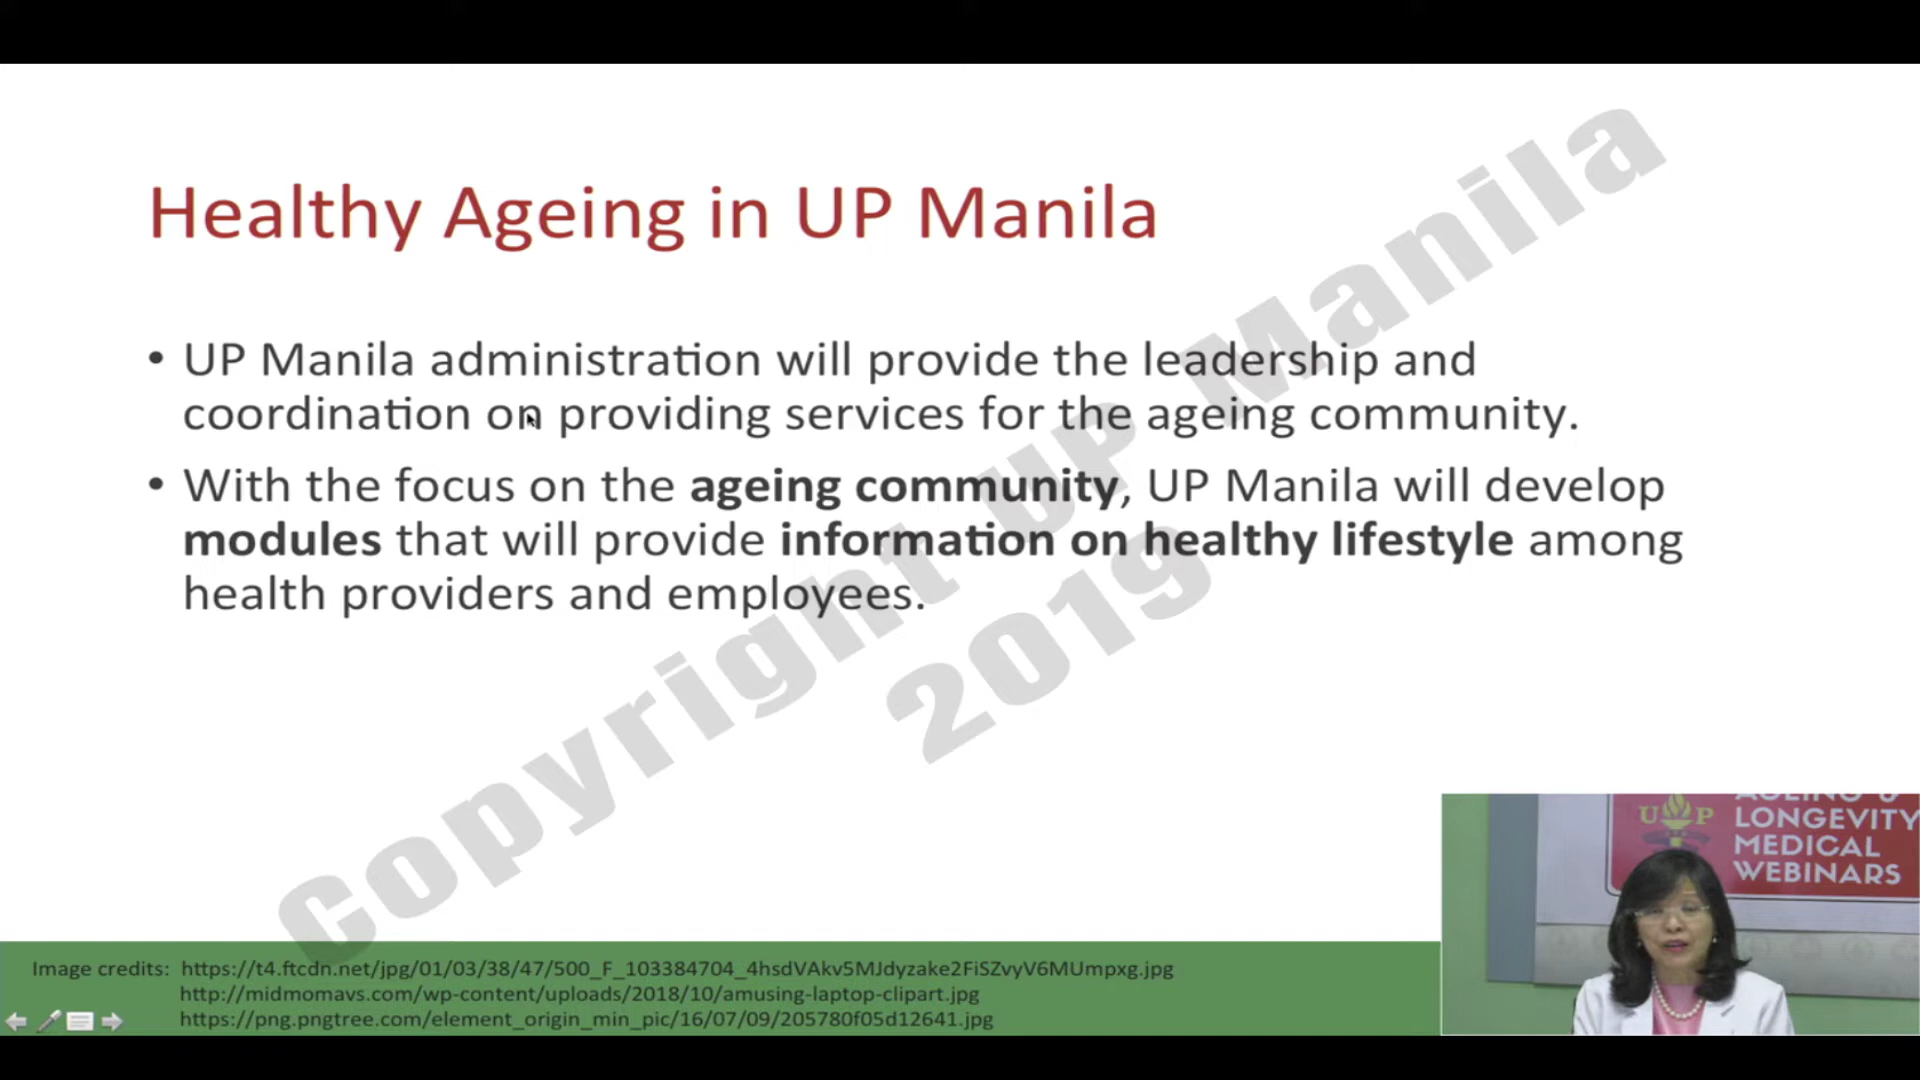 Healthy Ageing in UP Manila
• UP Manila administration will provide the leadership and
coordination on providing services for the ageing community.
• With the focus on the ageing community, UP Manila will develop
modules that will provide information on healthy lifestyle among
health providers and employees.
Copyright UP Manila
2019
Image credits: https://t4.ftcdn.net/jpg/01/03/38/47/500_F_103384704_4hsdVAkv5MJdyzake2FiSZvyV6MUmpxg.jpg
http://midmomavs.com/wp-content/uploads/2018/10/amusing-laptop-clipart.jpg
https://png.pngtree.com/element_origin_min_pic/16/07/09/205780f05d12641.jpg
UP
AGEING &
LONGEVITY
MEDICAL
WEBINARS